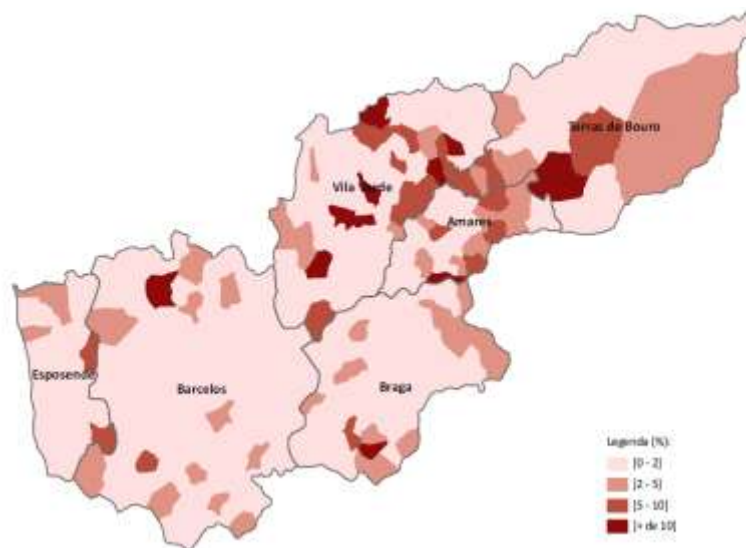 Terras de Bouro
Vila Verde
Amares
Esposende
Barcelos
Braga
Legenda (%):
[0 - 2]
]2 - 5]
]5 - 10]
[+ de 10]